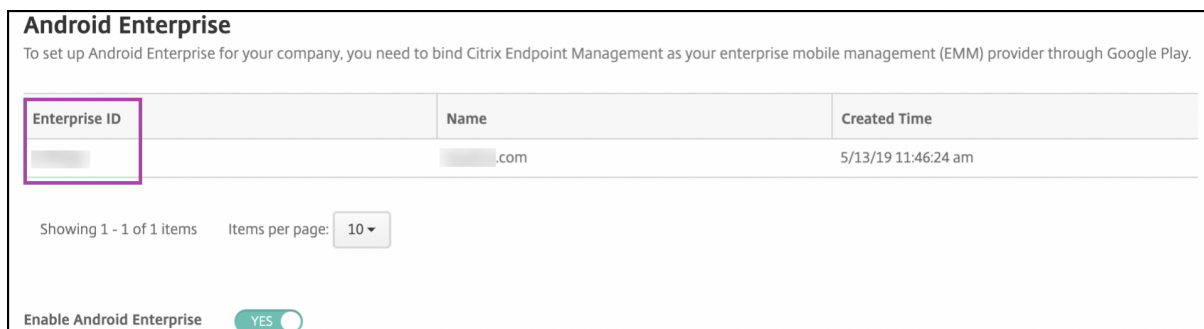 Android Enterprise
To set up Android Enterprise for your company, you need to bind Citrix Endpoint Management as your enterprise mobile management (EMM) provider through Google Play.
Enterprise ID Name Created Time
.com 5/13/19 11:46:24 am
Showing 1 - 1 of 1 items Items per page: 10
Enable Android Enterprise YES